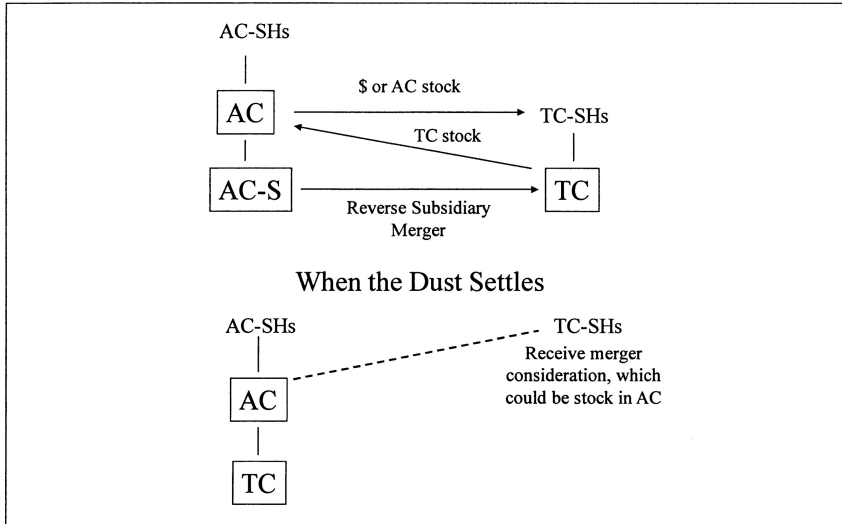 AC-SHs
$ or AC stock
AC
TC-SHs
TC stock
AC-S
TC
Reverse Subsidiary
Merger
When the Dust Settles
AC-SHs
TC-SHs
Receive merger
consideration, which
could be stock in AC
AC
TC